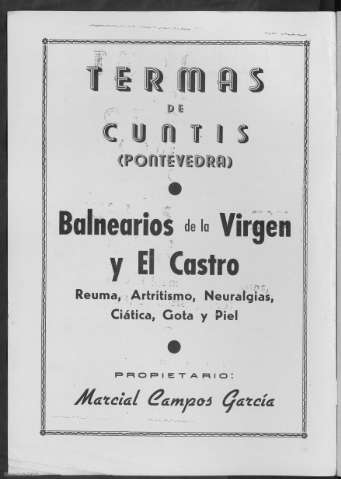 TERMAS
DE
CUNTIS
(PONTEVEDRA)
Balnearios de la Virgen
y El Castro
Reuma, Artritismo, Neuralgias,
Ciática, Gota y Piel
PROPIETARIO:
Marcial Campos García